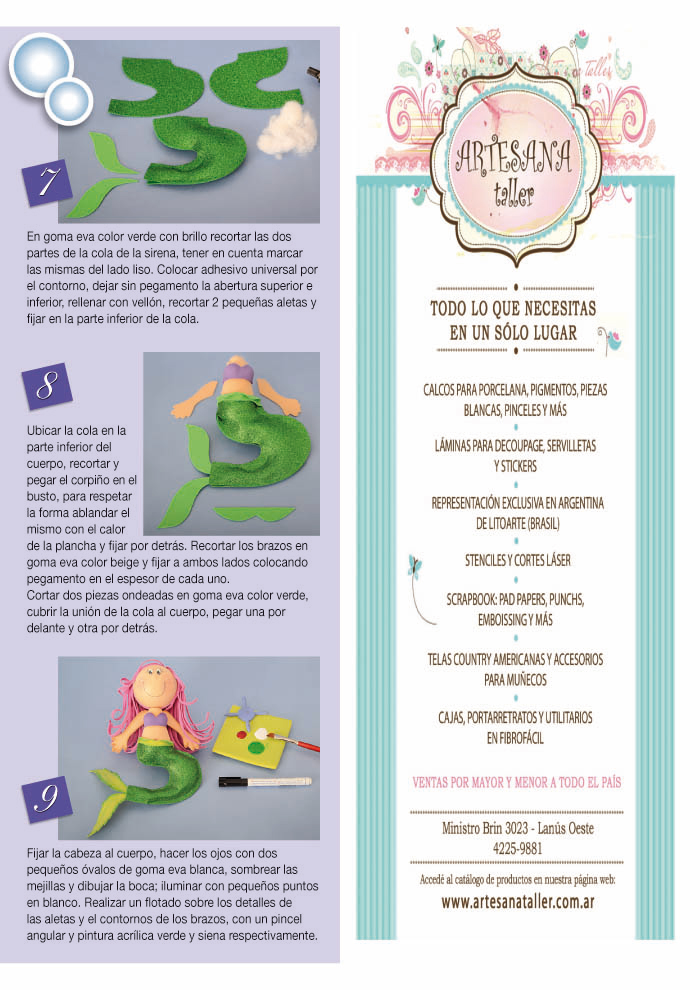 7
En goma eva color verde con brillo recortar las dos
partes de la cola de la sirena, tener en cuenta marcar
las mismas del lado liso. Colocar adhesivo universal por
el contorno, dejar sin pegamento la abertura superior e
inferior, rellenar con vellón, recortar 2 pequeñas aletas y
fijar en la parte inferior de la cola.
8
Ubicar la cola en la
parte inferior del
cuerpo, recortar y
pegar el corpiño en el
busto, para respetar
la forma ablandar el
mismo con el calor
de la plancha y fijar por detrás. Recortar los brazos en
goma eva color beige y fijar a ambos lados colocando
pegamento en el espesor de cada uno.
Cortar dos piezas ondeadas en goma eva color verde,
cubrir la unión de la cola al cuerpo, pegar una por
delante y otra por detrás.
9
Fijar la cabeza al cuerpo, hacer los ojos con dos
pequeños óvalos de goma eva blanca, sombrear las
mejillas y dibujar la boca; iluminar con pequeños puntos
en blanco. Realizar un flotado sobre los detalles de
las aletas y el contornos de los brazos, con un pincel
angular y pintura acrílica verde y siena respectivamente.
ARTESANA
taller
TODO LO QUE NECESITAS
EN UN SÓLO LUGAR
CALCOS PARA PORCELANA, PIGMENTOS, PIEZAS
BLANCAS, PINCELES Y MÁS
LÁMINAS PARA DECOUPAGE, SERVILLETAS
Y STICKERS
REPRESENTACIÓN EXCLUSIVA EN ARGENTINA
DE LITOARTE (BRASIL)
STENCILES Y CORTES LÁSER
SCRAPBOOK: PAD PAPERS, PUNCHS,
EMBOISSING Y MÁS
TELAS COUNTRY AMERICANAS Y ACCESORIOS
PARA MUÑECOS
CAJAS, PORTARRETRATOS Y UTILITARIOS
EN FIBROFÁCIL
VENTAS POR MAYOR Y MENOR A TODO EL PAÍS
Ministro Brin 3023 - Lanús Oeste
4225-9881
Accedé al catálogo de productos en nuestra página web:
www.artesanataller.com.ar